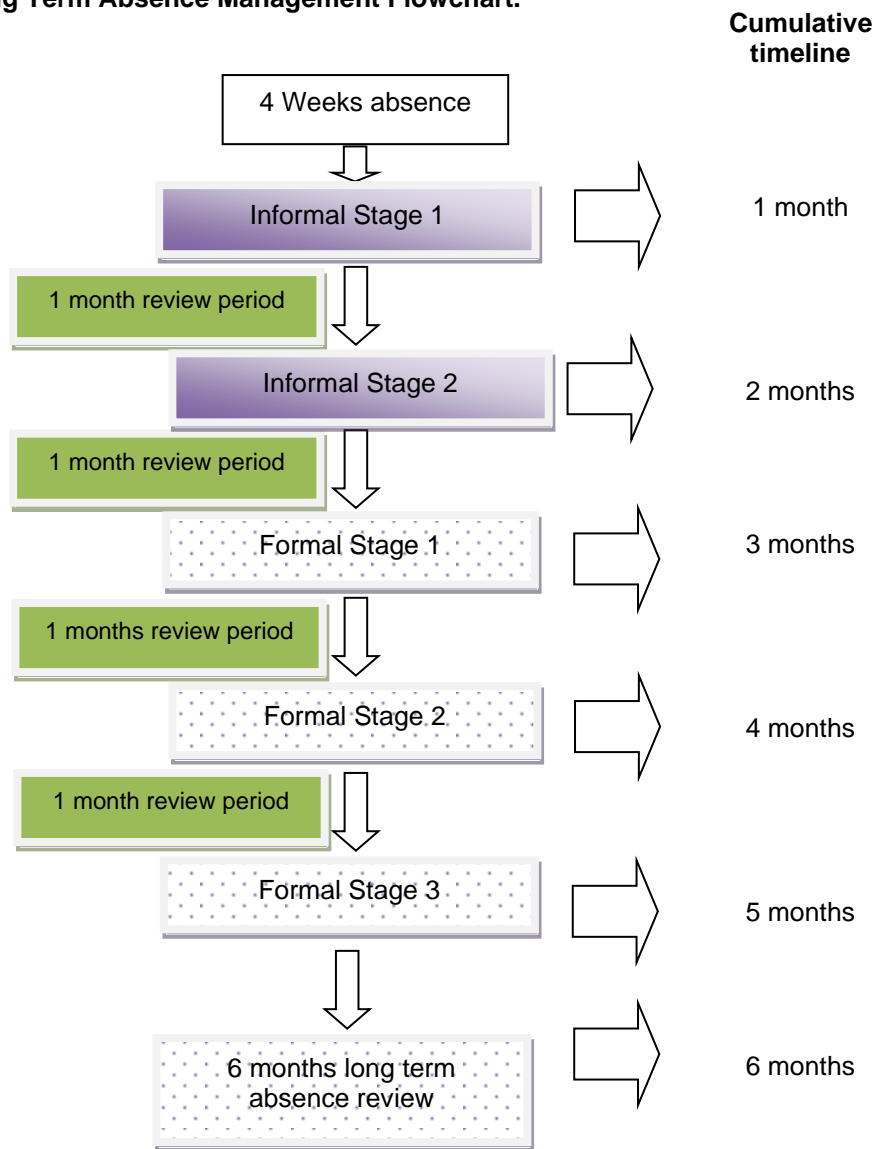 g Term Absence Management Flowchart.
Cumulative
timeline
4 Weeks absence
Informal Stage 1
1 month
1 month review period
Informal Stage 2
2 months
1 month review period
Formal Stage 1
3 months
1 months review period
Formal Stage 2
4 months
1 month review period
Formal Stage 3
5 months
6 months long term
absence review
6 months